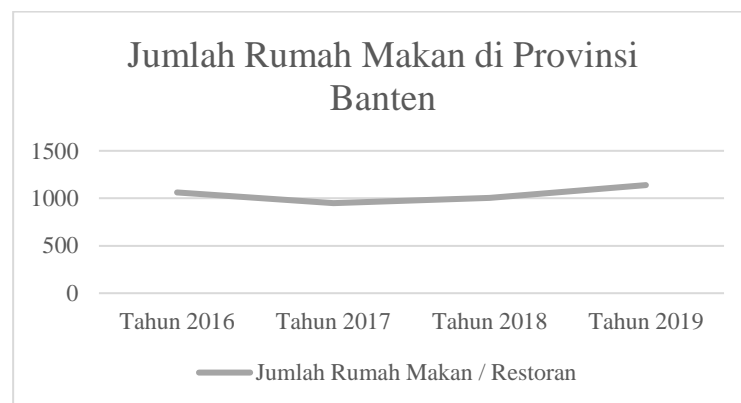 Jumlah Rumah Makan di Provinsi
Banten
1500
1000
500
0
Tahun 2016 Tahun 2017 Tahun 2018 Tahun 2019
Jumlah Rumah Makan / Restoran